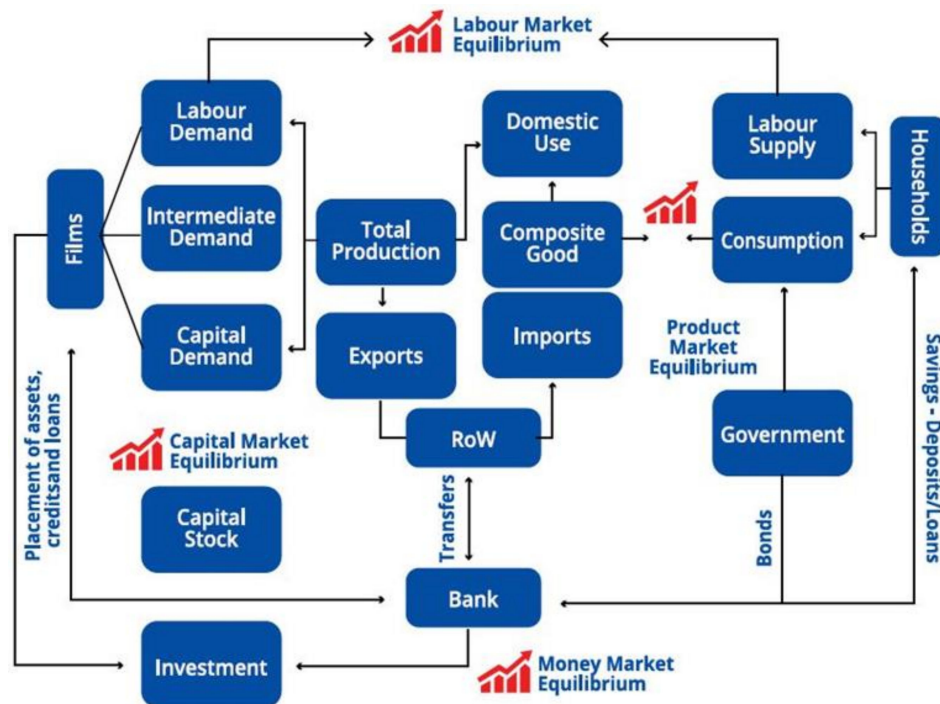 Labour Market
Equilibrium
Labour
Demand
Domestic
Use
Labour
Supply
Households
Films
Intermediate
Demand
Total
Production
Composite
Good
Consumption
Capital
Demand
Exports
Imports
Product
Market
Equilibrium
Savings - Deposits/Loans
Placement of assets,
creditsand loans
Capital Market
Equilibrium
RoW
Government
Capital
Stock
Transfers
Bonds
Bank
Investment
Money Market
Equilibrium